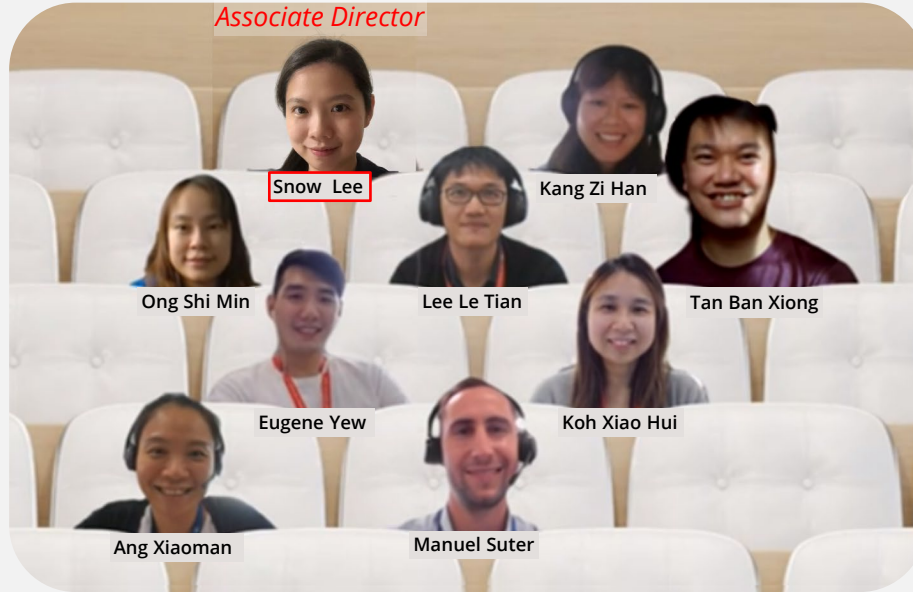 Associate Director
Snow Lee
Kang Zi Han
Ong Shi Min
Lee Le Tian
Tan Ban Xiong
Eugene Yew
Koh Xiao Hui
Ang Xiaoman
Manuel Suter